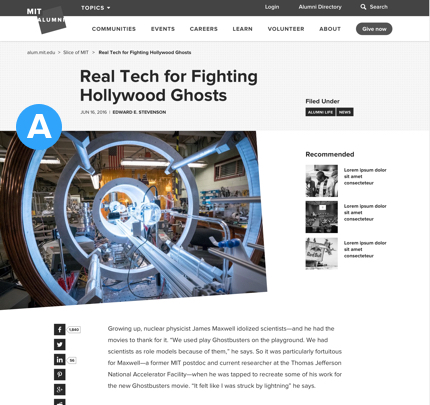 MIT
ALUMNI
TOPICS
Login
Alumni Directory
Search
COMMUNITIES
EVENTS
CAREERS
LEARN
VOLUNTEER
ABOUT
Give now
alum.mit.edu > Slice of MIT > Real Tech for Fighting Hollywood Ghosts
Real Tech for Fighting
Hollywood Ghosts
JUN 16, 2016 | EDWARD E. STEVENSON
Filed Under
ALUMNI LIFE
NEWS
A
Recommended
Lorem ipsum dolor
sit amet
consecteteur
Lorem ipsum dolor
sit amet
consecteteur
Lorem ipsum dolor
sit amet
consecteteur
1,840
56
Growing up, nuclear physicist James Maxwell idolized scientists—and he had the
movies to thank for it. "We used play Ghostbusters on the playground. We had
scientists as role models because of them," he says. So it was particularly fortuitous
for Maxwell—a former MIT postdoc and current researcher at the Thomas Jefferson
National Accelerator Facility—when he was tapped to recreate some of his work for
the new Ghostbusters movie. "It felt like I was struck by lightning" he says.